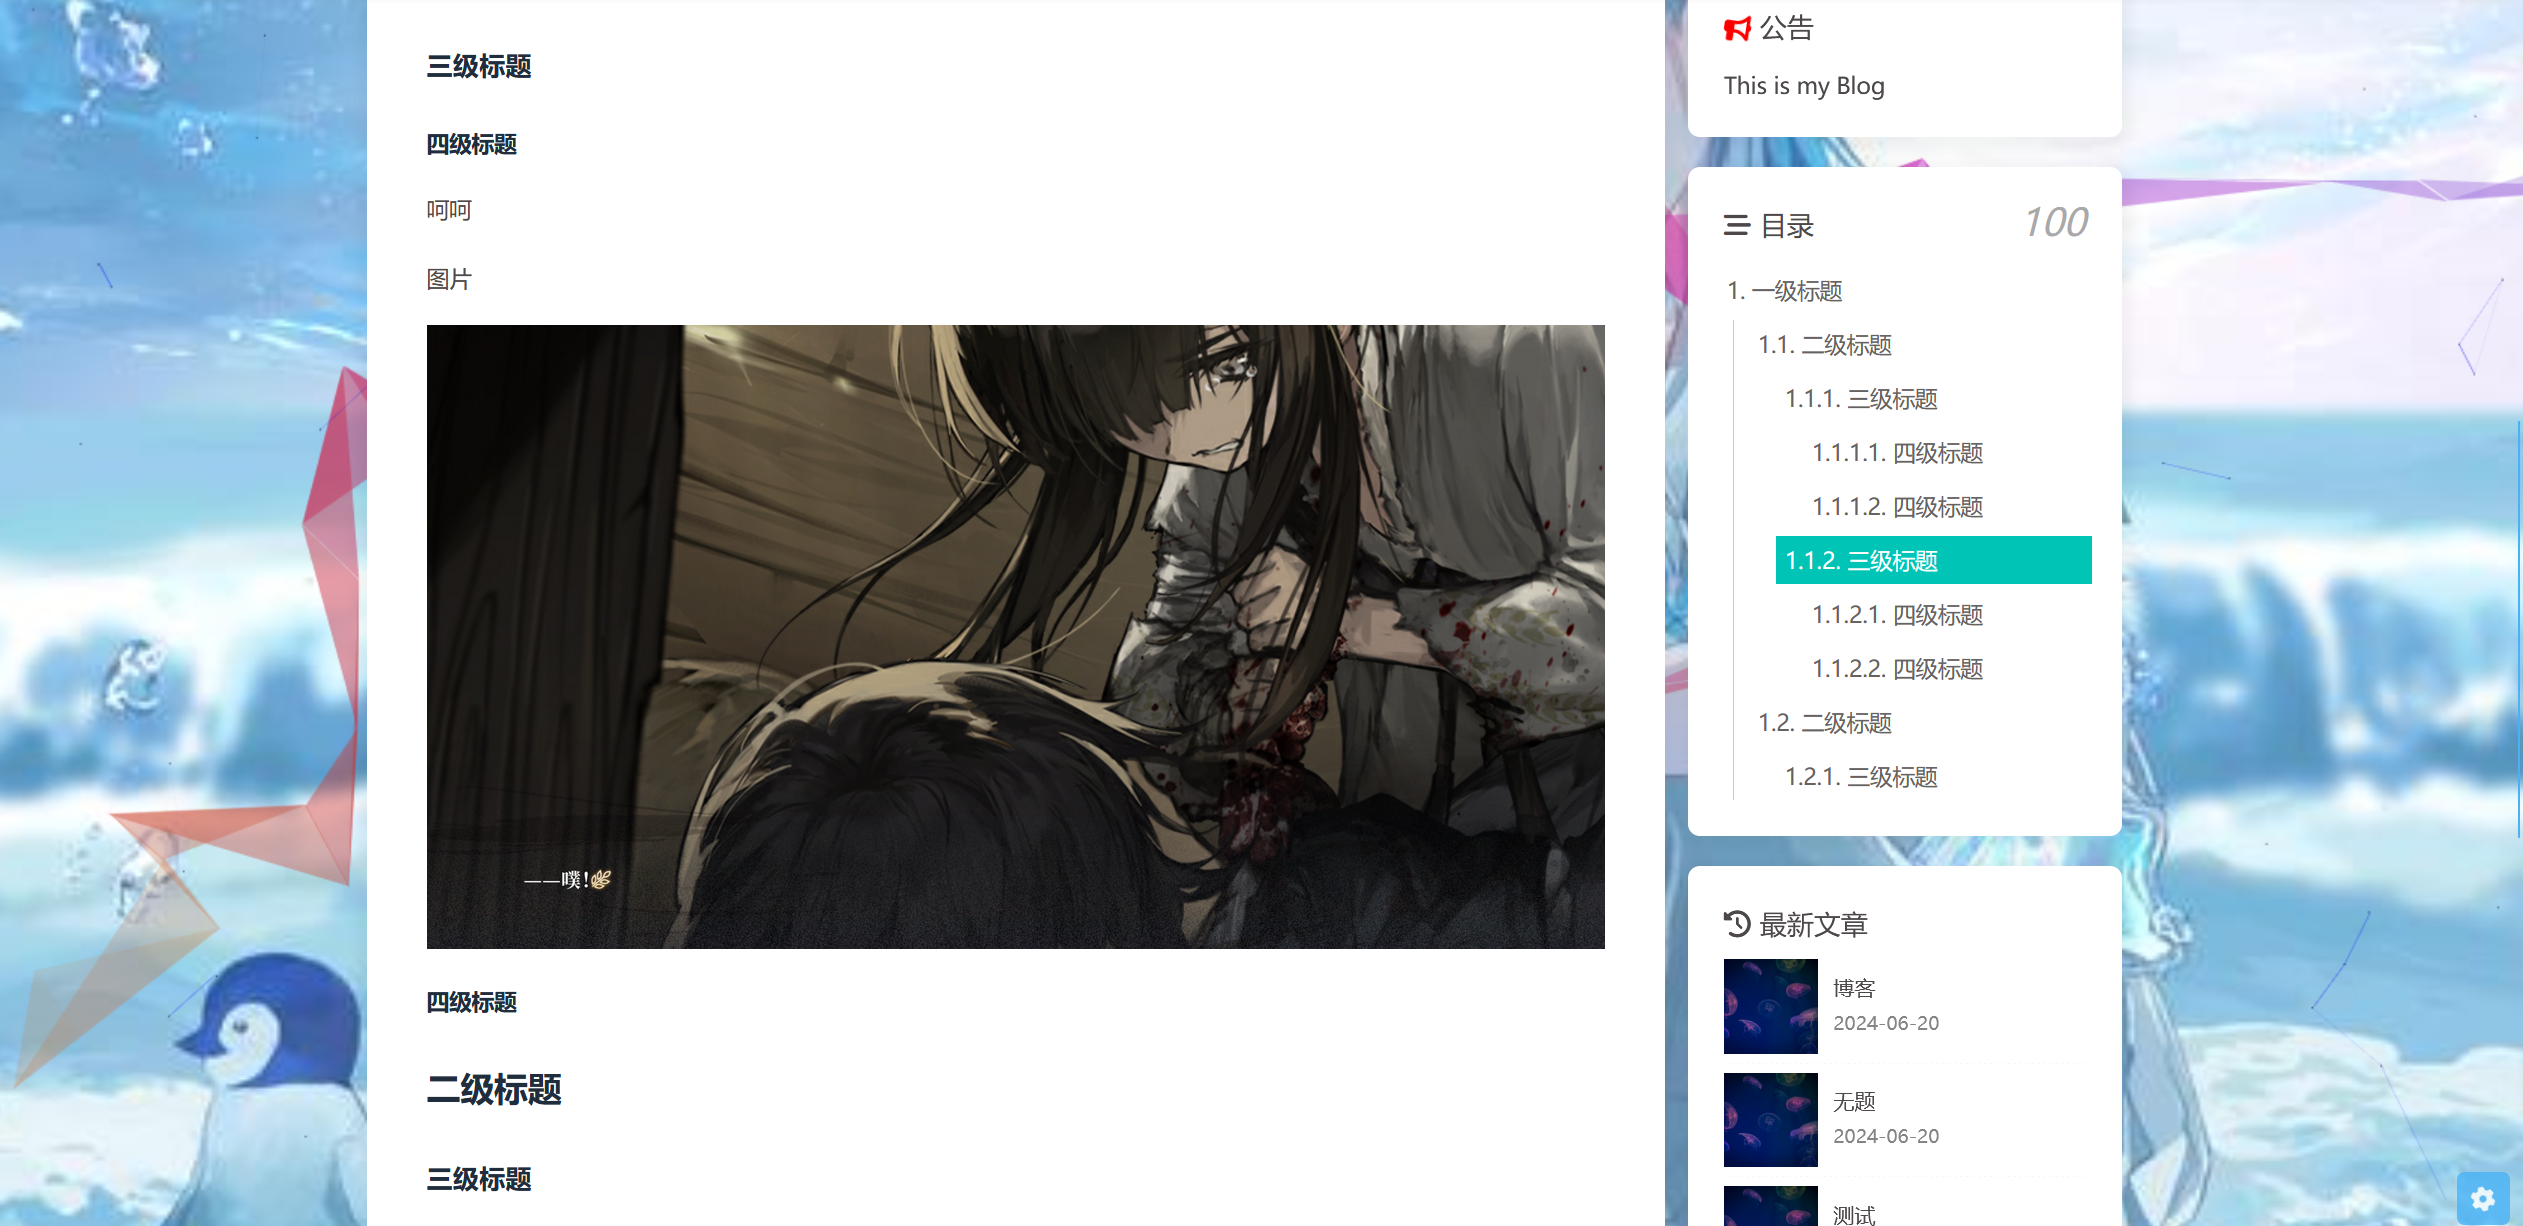 三级标题
四级标题
呵呵
图片
——噗!
四级标题
二级标题
三级标题
公告
This is my Blog
目录 100
1. 一级标题
1.1. 二级标题
1.1.1. 三级标题
1.1.1.1. 四级标题
1.1.1.2. 四级标题
1.1.2. 三级标题
1.1.2.1. 四级标题
1.1.2.2. 四级标题
1.2. 二级标题
1.2.1. 三级标题
最新文章
博客
2024-06-20
无题
2024-06-20
测试